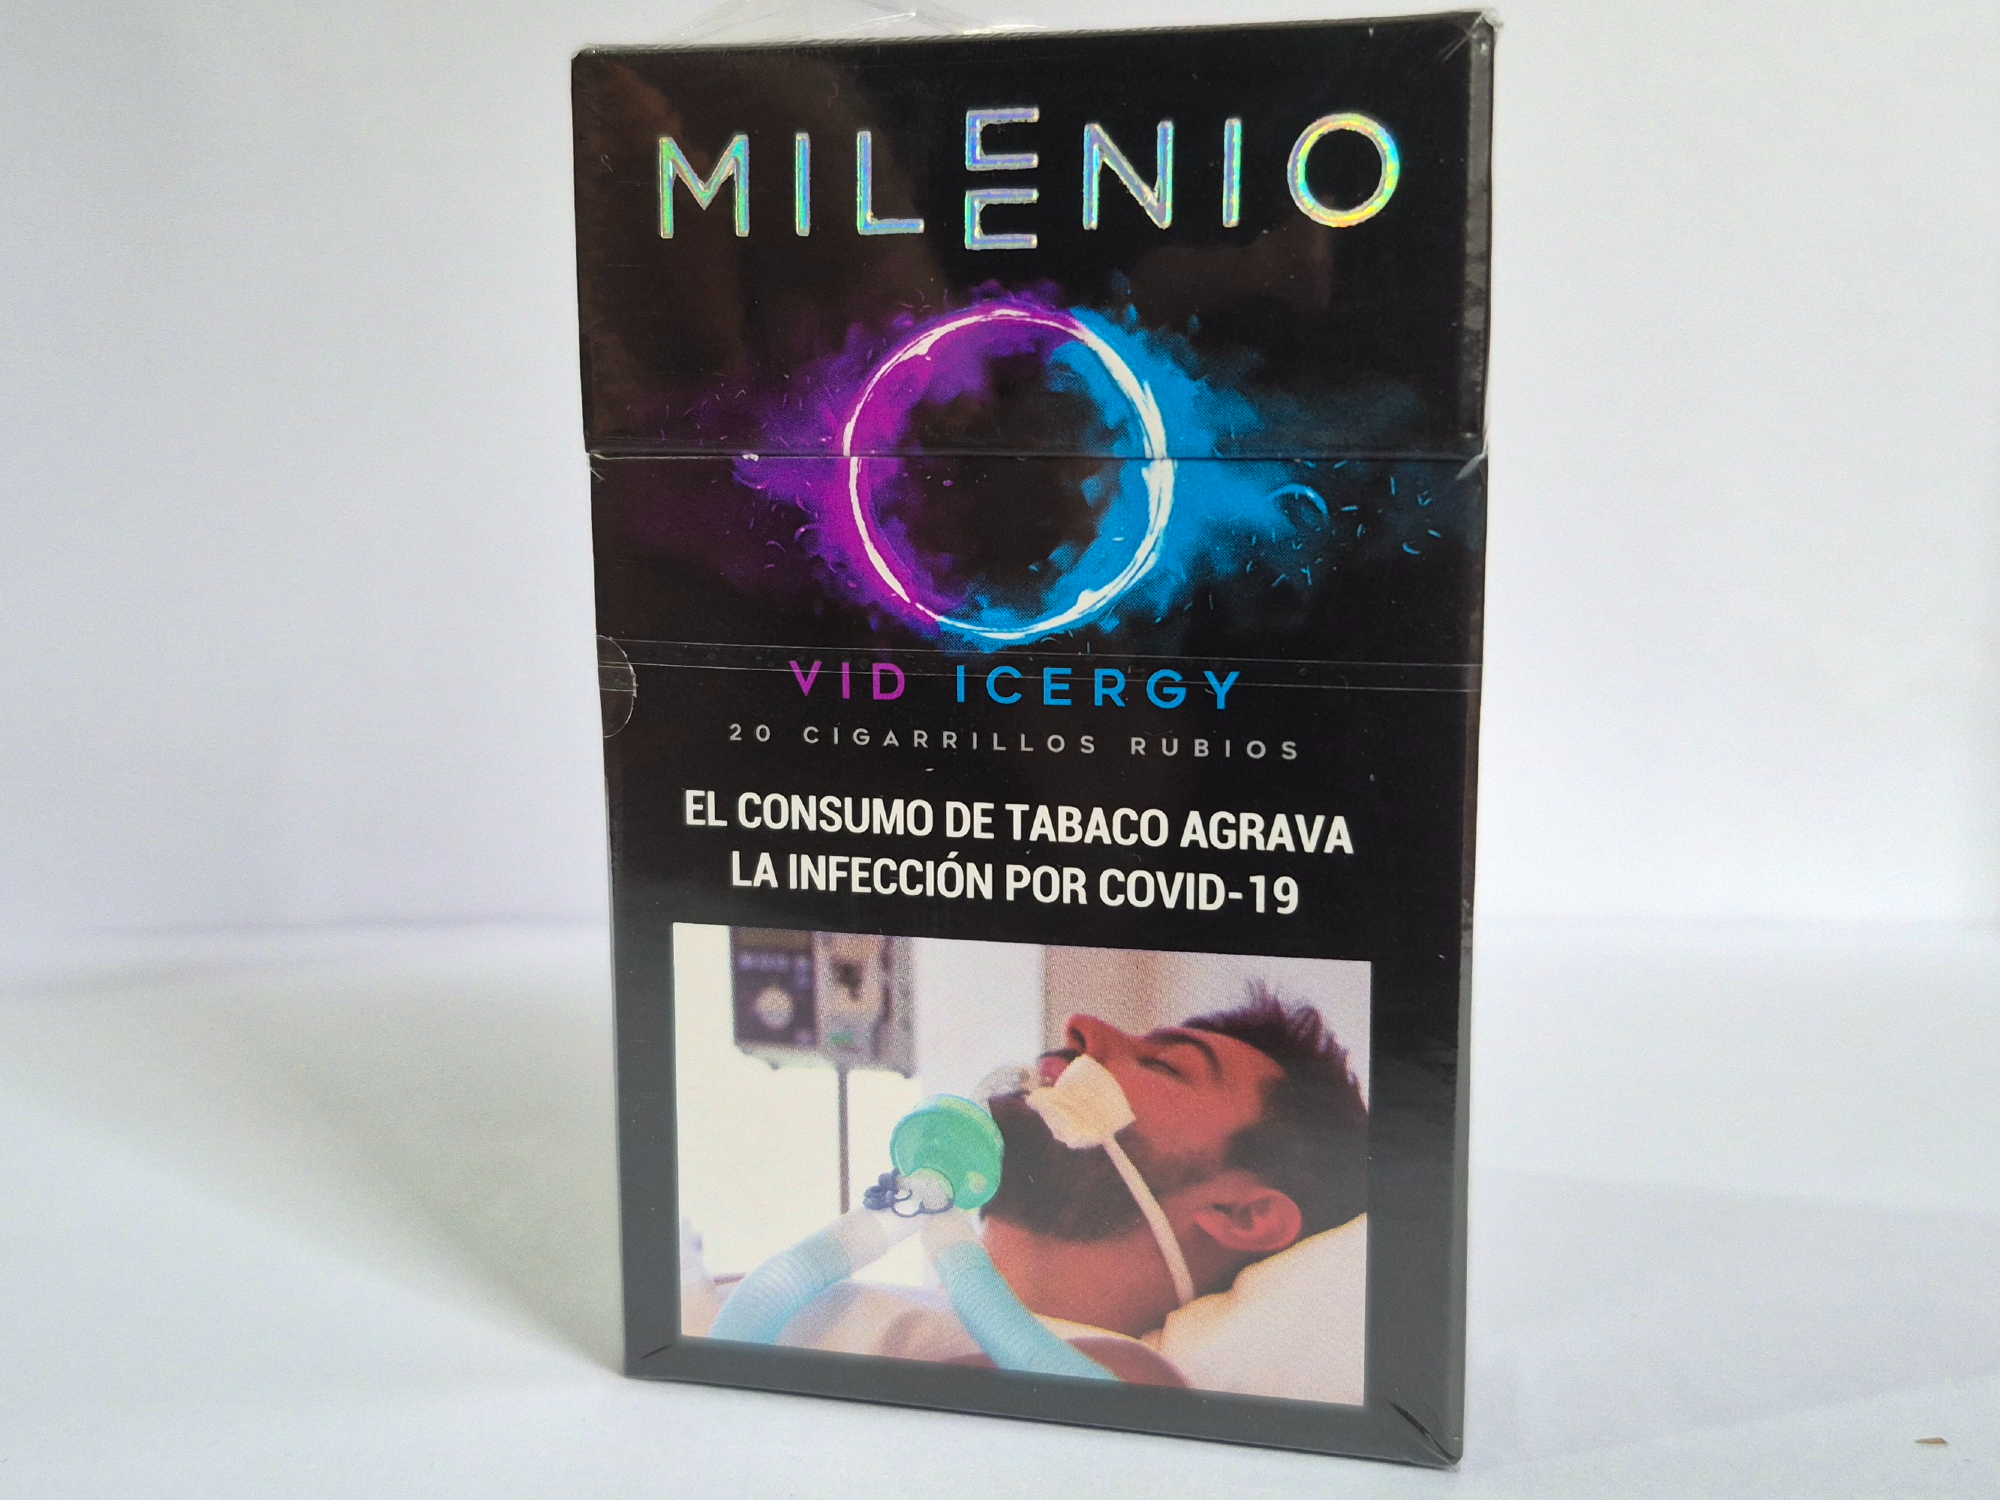 MILENIO
VID ICERGY
20 CIGARRILLOS RUBIOS
EL CONSUMO DE TABACO AGRAVA
LA INFECCIÓN POR COVID-19